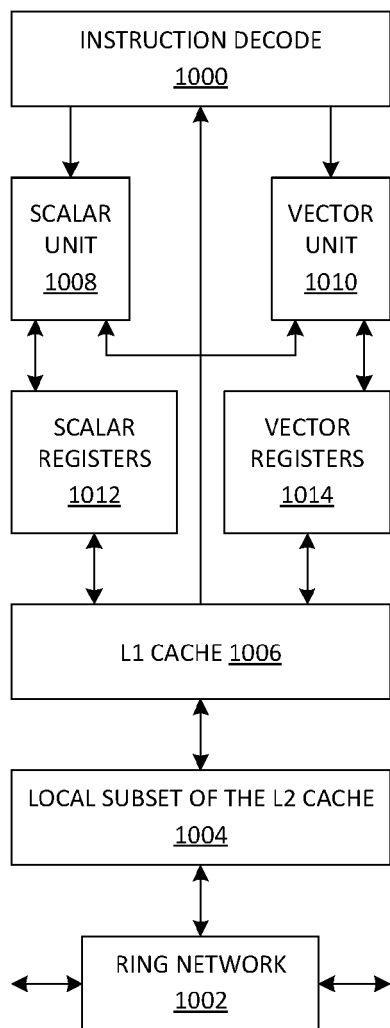 INSTRUCTION DECODE
1000
SCALAR
UNIT
1008
VECTOR
UNIT
1010
SCALAR
REGISTERS
1012
VECTOR
REGISTERS
1014
L1 CACHE 1006
LOCAL SUBSET OF THE L2 CACHE
1004
RING NETWORK
1002